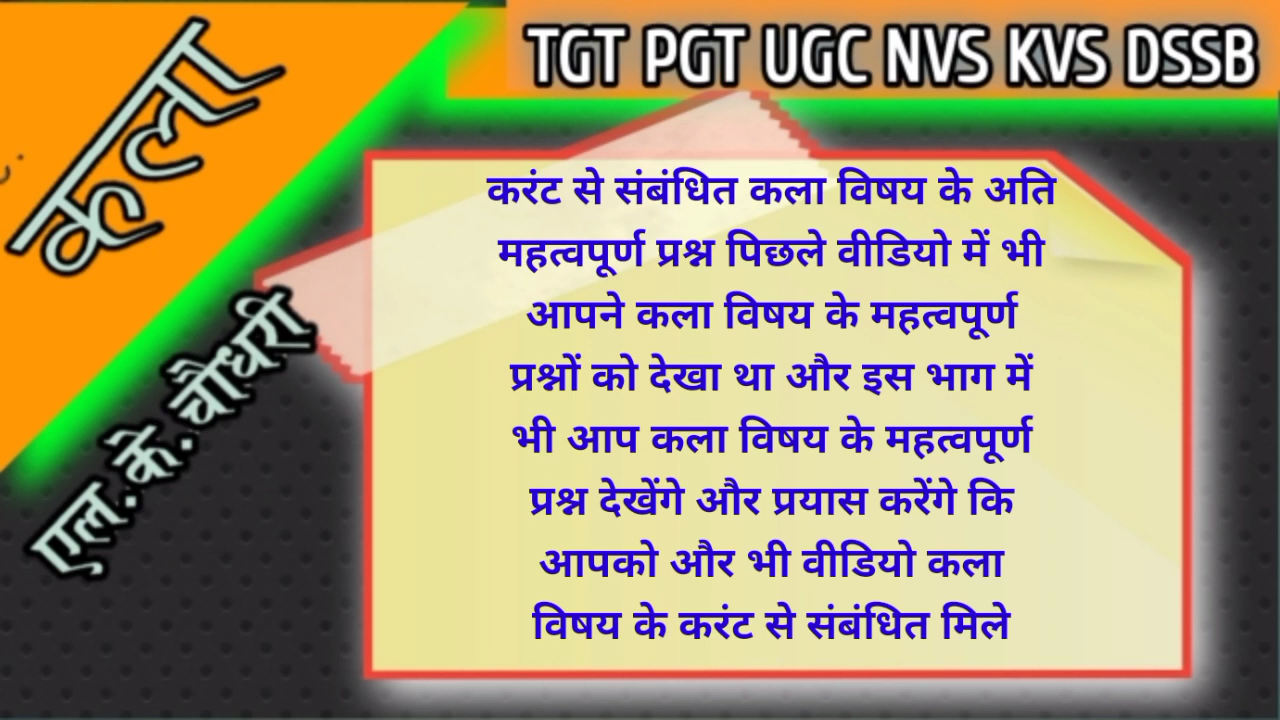 कला
TGT PGT UGC NVS KVS DSSB
एल.के.चौधरी
करंट से संबंधित कला विषय के अति
महत्वपूर्ण प्रश्न पिछले वीडियो में भी
आपने कला विषय के महत्वपूर्ण
प्रश्नों को देखा था और इस भाग में
भी आप कला विषय के महत्वपूर्ण
प्रश्न देखेंगे और प्रयास करेंगे कि
आपको और भी वीडियो कला
विषय के करंट से संबंधित मिले